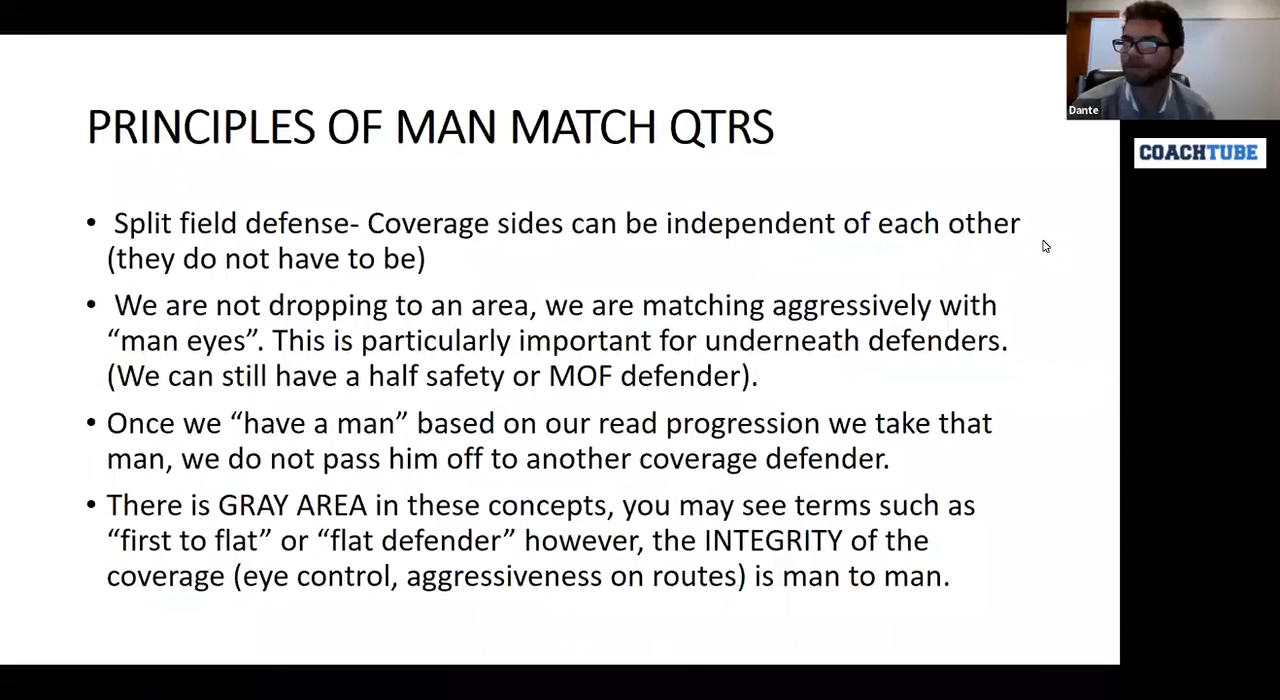 PRINCIPLES OF MAN MATCH QTRS
• Split field defense- Coverage sides can be independent of each other
(they do not have to be)
• We are not dropping to an area, we are matching aggressively with
“man eyes”. This is particularly important for underneath defenders.
(We can still have a half safety or MOF defender).
• Once we “have a man” based on our read progression we take that
man, we do not pass him off to another coverage defender.
• There is GRAY AREA in these concepts, you may see terms such as
“first to flat” or “flat defender” however, the INTEGRITY of the
coverage (eye control, aggressiveness on routes) is man to man.
Dante
COACHTUBE